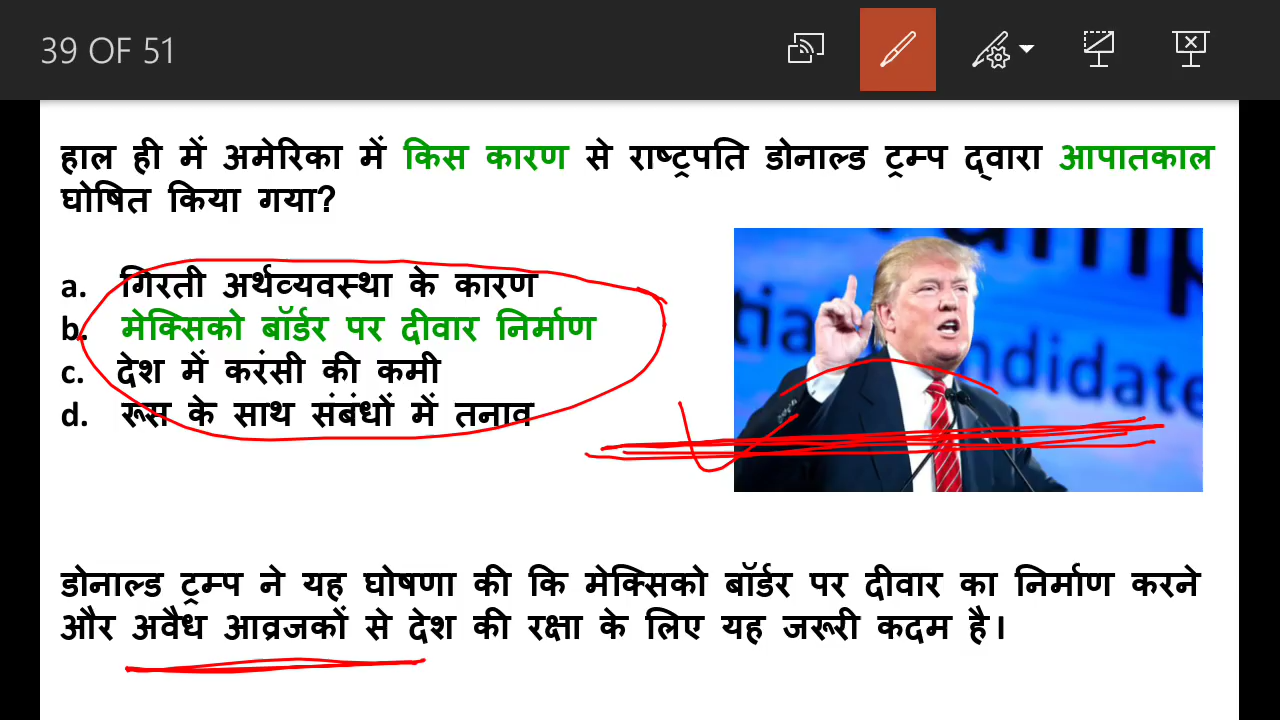 39 OF 51
हाल ही में अमेरिका में किस कारण से राष्ट्रपति डोनाल्ड ट्रम्प द्वारा आपातकाल
घोषित किया गया?
a. गिरती अर्थव्यवस्था के कारण
b. मेक्सिको बॉर्डर पर दीवार निर्माण
c. देश में करंसी की कमी
d. रूस के साथ संबंधों में तनाव
ndidate
डोनाल्ड ट्रम्प ने यह घोषणा की कि मेक्सिको बॉर्डर पर दीवार का निर्माण करने
और अवैध आव्रजकों से देश की रक्षा के लिए यह जरूरी कदम है।